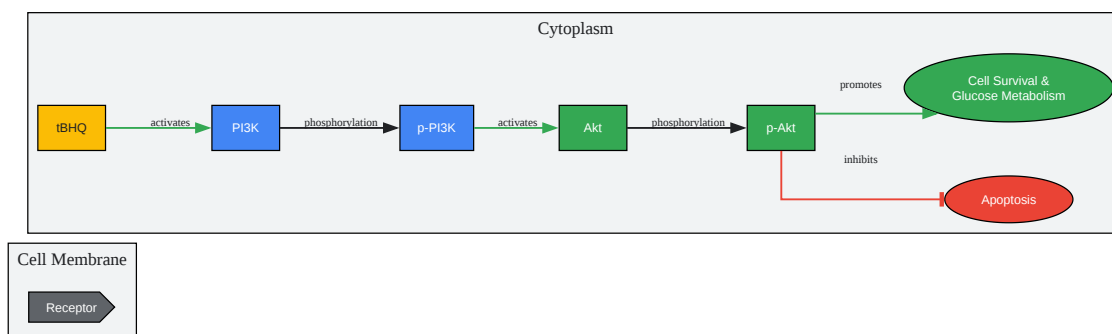 Cytoplasm
tBHQ
activates
PI3K
phosphorylation
p-PI3K
activates
Akt
phosphorylation
p-Akt
promotes
Cell Survival &
Glucose Metabolism
inhibits
Apoptosis
Cell Membrane
Receptor